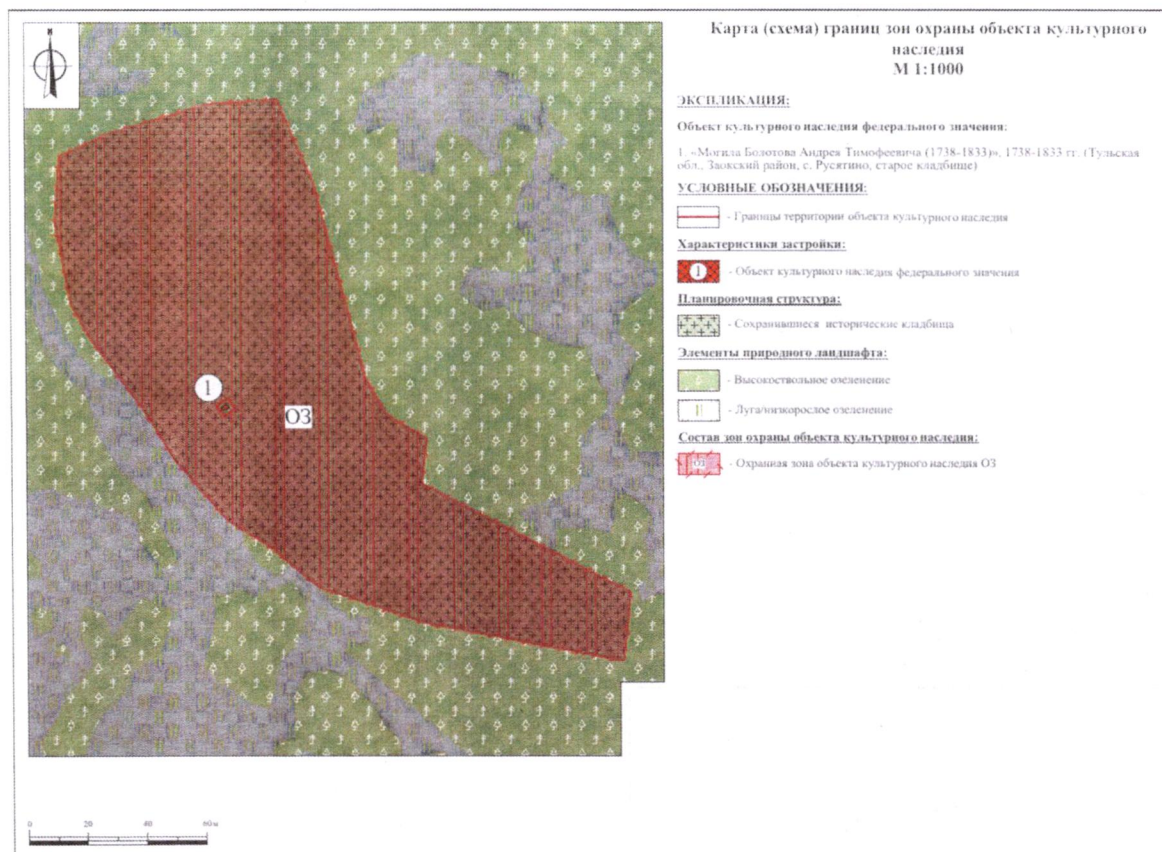 N
Карта (схема) границ зон охраны объекта культурного
наследия
М 1:1000
ЭКСПЛИКАЦИЯ:
Объект культурного наследия федерального значения:
1. «Могила Болотова Андрея Тимофеевича (1738-1833)», 1738-1833 гг. (Тульская
обл., Заокский район, с. Русятино, старое кладбище)
УСЛОВНЫЕ ОБОЗНАЧЕНИЯ:
- Границы территории объекта культурного наследия
Характеристики застройки:
1 - Объект культурного наследия федерального значения
Планировочная структура:
- Сохранившиеся исторические кладбища
Элементы природного ландшафта:
- Высокоствольное озеленение
- Луга/низкорослое озеленение
Состав зон охраны объекта культурного наследия:
ОЗ - Охранная зона объекта культурного наследия ОЗ
1
ОЗ
0 20 40 60 м